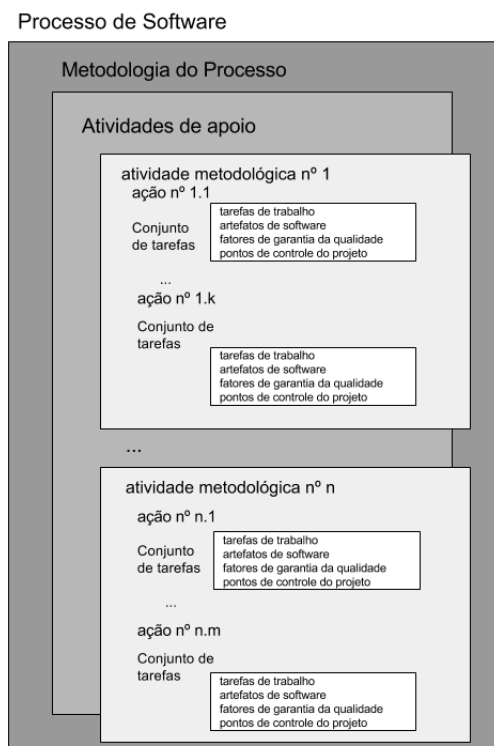 Processo de Software
Metodologia do Processo
Atividades de apoio
atividade metodológica nº 1
ação nº 1.1
Conjunto
de tarefas
tarefas de trabalho
artefatos de software
fatores de garantia da qualidade
pontos de controle do projeto
...
ação nº 1.k
Conjunto de
tarefas
tarefas de trabalho
artefatos de software
fatores de garantia da qualidade
pontos de controle do projeto
...
atividade metodológica nº n
ação nº n.1
Conjunto
de tarefas
tarefas de trabalho
artefatos de software
fatores de garantia da qualidade
pontos de controle do projeto
...
ação nº n.m
Conjunto de
tarefas
tarefas de trabalho
artefatos de software
fatores de garantia da qualidade
pontos de controle do projeto